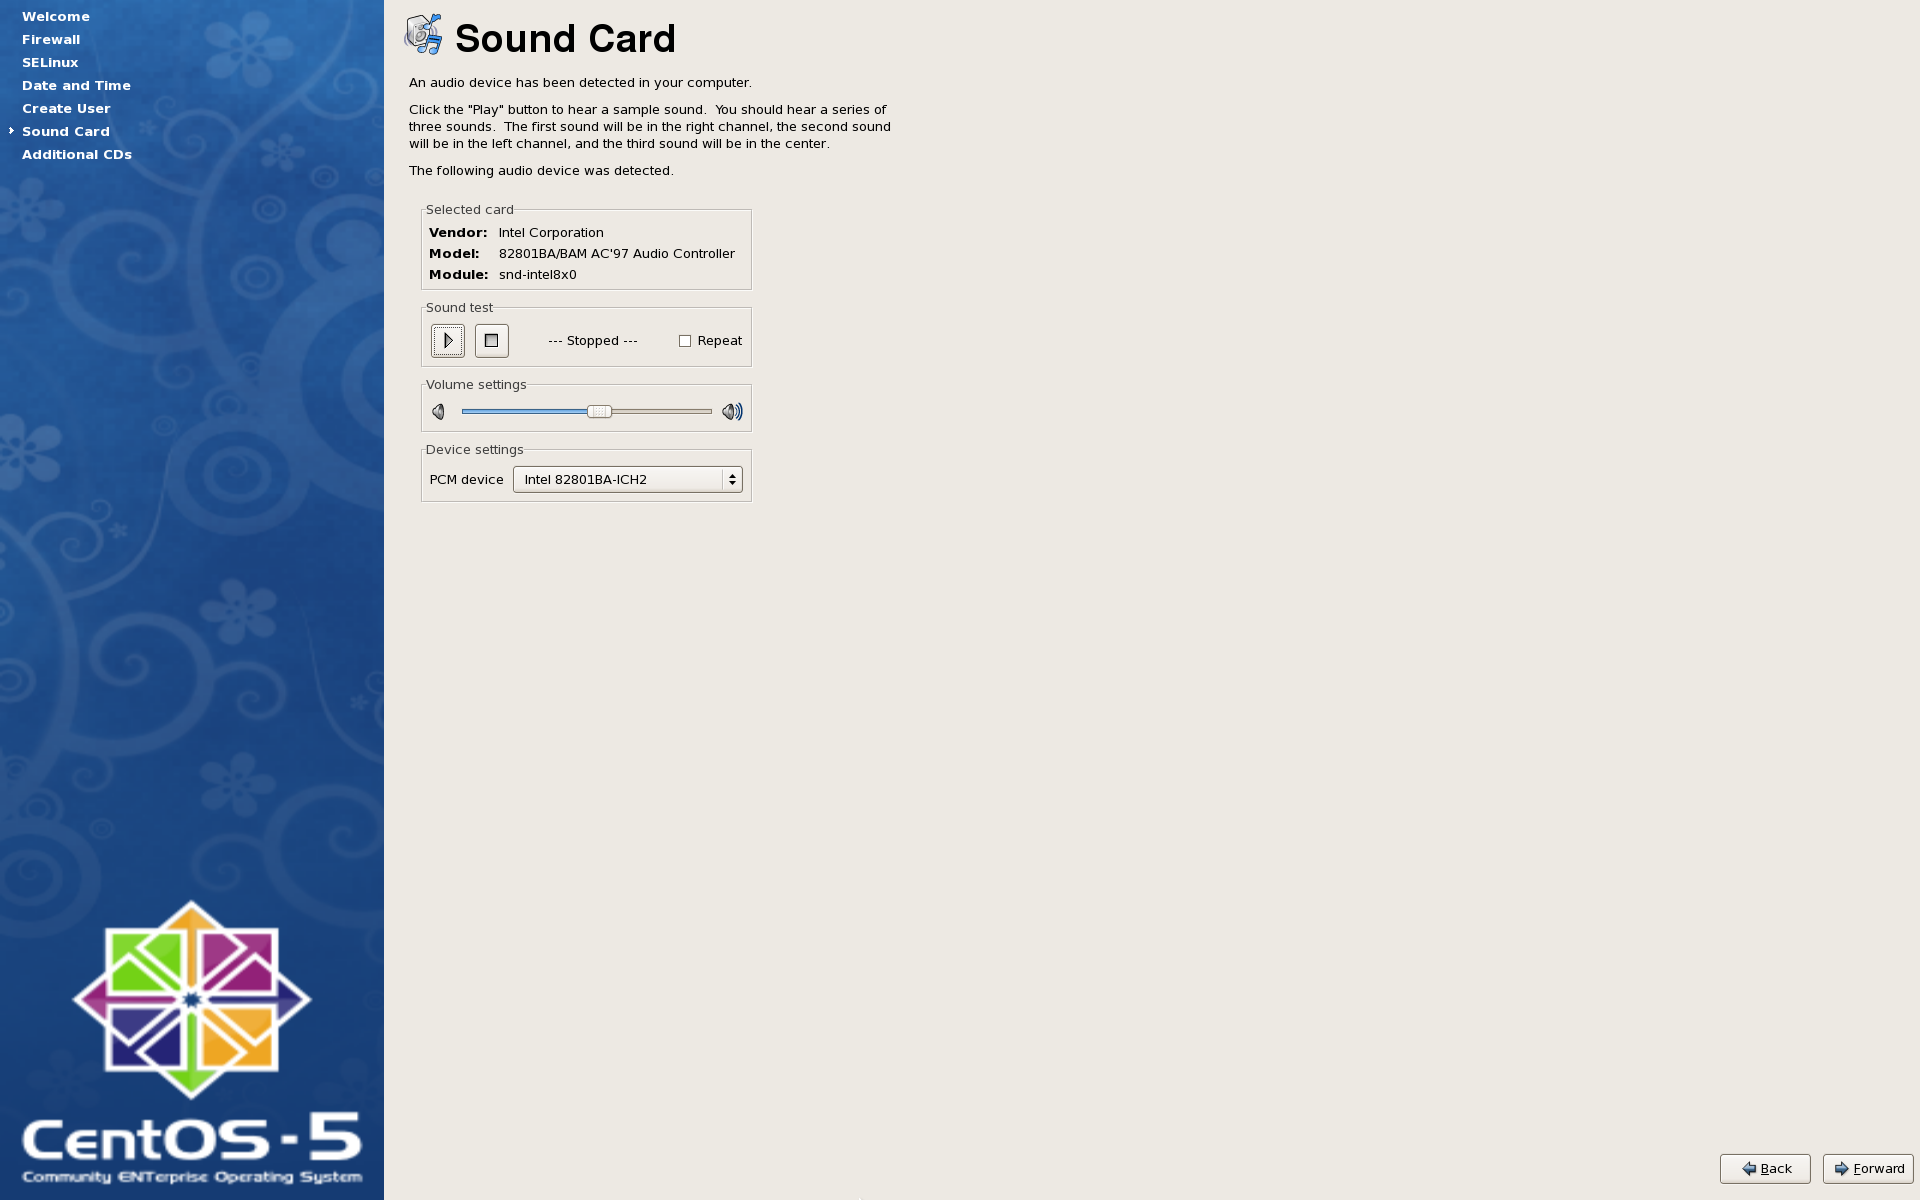 Welcome
Firewall
SELinux
Date and Time
Create User
Sound Card
Additional CDs
CentOS-5
Community ENTerprise Operating System
Sound Card
An audio device has been detected in your computer.
Click the "Play" button to hear a sample sound.  You should hear a series of
three sounds.  The first sound will be in the right channel, the second sound
will be in the left channel, and the third sound will be in the center.
The following audio device was detected.
Selected card
Vendor: Intel Corporation
Model: 82801BA/BAM AC'97 Audio Controller
Module: snd-intel8x0
Sound test
--- Stopped --- Repeat
Volume settings
Device settings
PCM device Intel 82801BA-ICH2
Back Forward